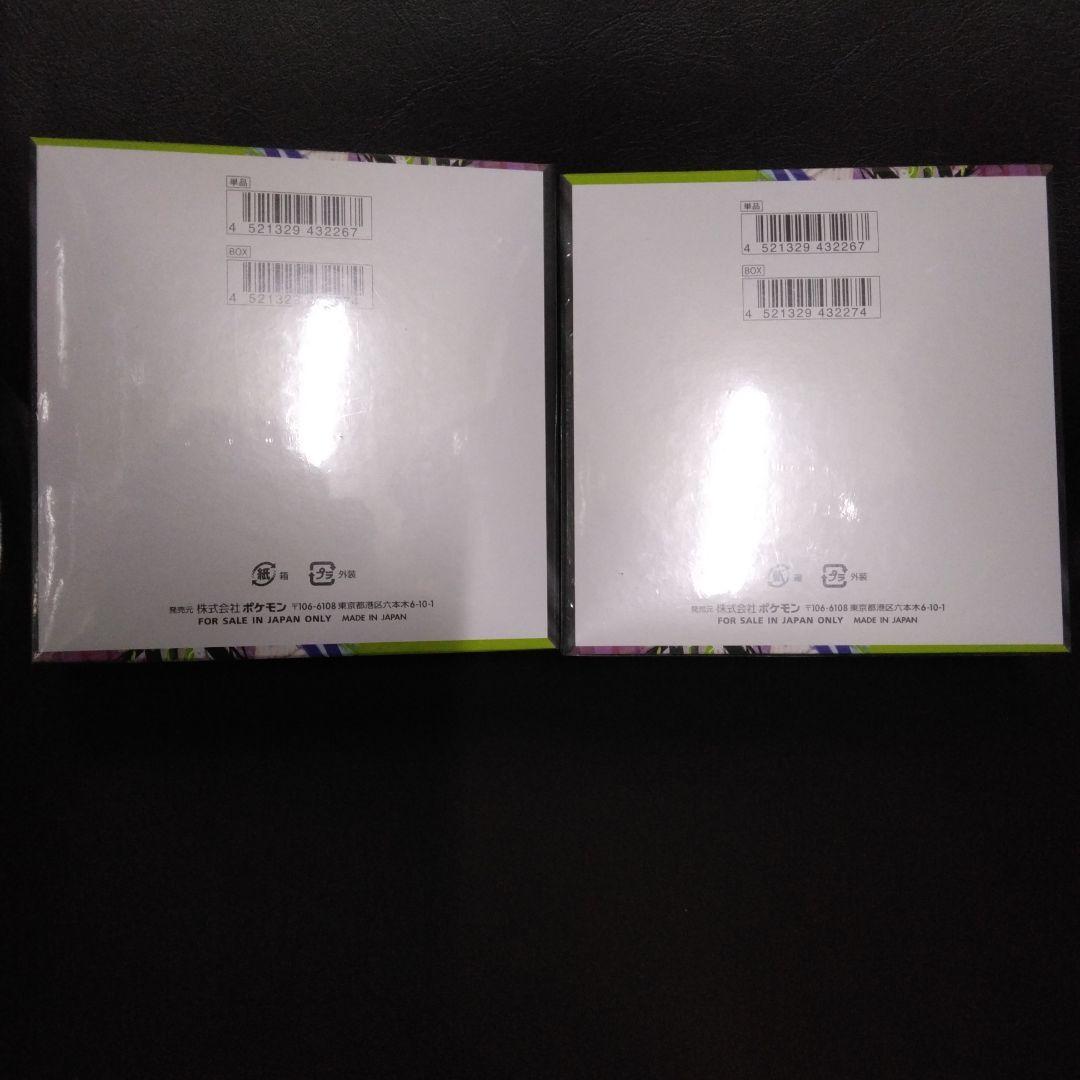 単品
4 521329 432267
BOX
4 521329
紙 箱 プラ 外装
発売元 株式会社 ポケモン 〒106-6108 東京都港区六本木6-10-1
FOR SALE IN JAPAN ONLY MADE IN JAPAN
単品
4 521329 432267
BOX
4 521329 432274
紙 箱 プラ 外装
発売元 株式会社 ポケモン 〒106-6108 東京都港区六本木6-10-1
FOR SALE IN JAPAN ONLY MADE IN JAPAN